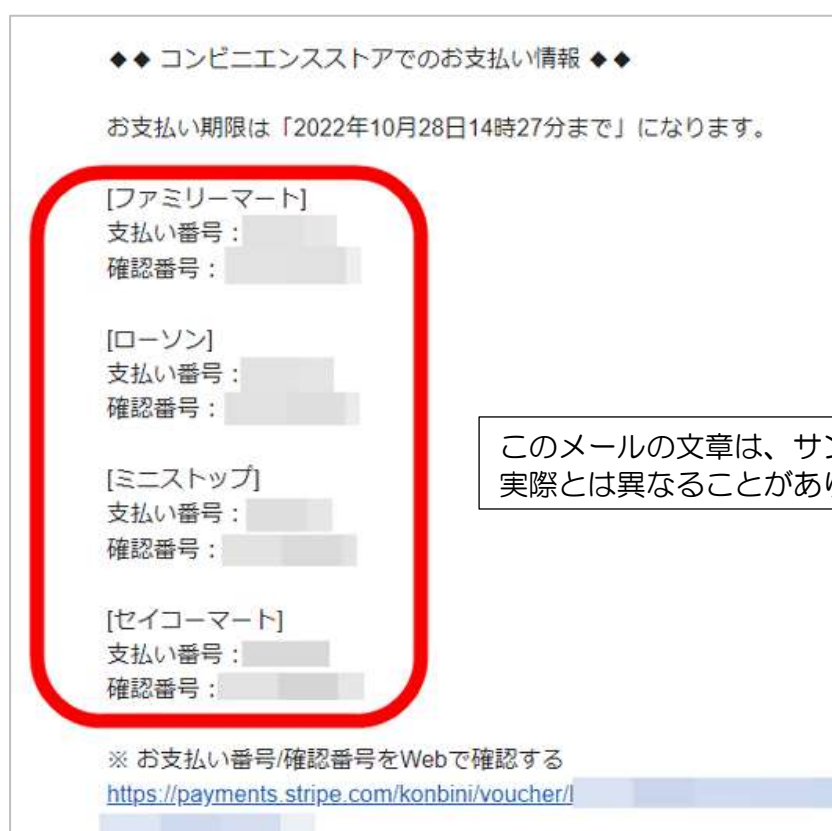 ◆◆ コンビニエンスストアでのお支払い情報 ◆◆
お支払い期限は「2022年10月28日14時27分まで」になります。
[ファミリーマート]
支払い番号：
確認番号：
[ローソン]
支払い番号：
確認番号：
[ミニストップ]
支払い番号：
確認番号：
[セイコーマート]
支払い番号：
確認番号：
このメールの文章は、サン
実際とは異なることがあり
※ お支払い番号/確認番号をWebで確認する
https://payments.stripe.com/konbini/voucher/